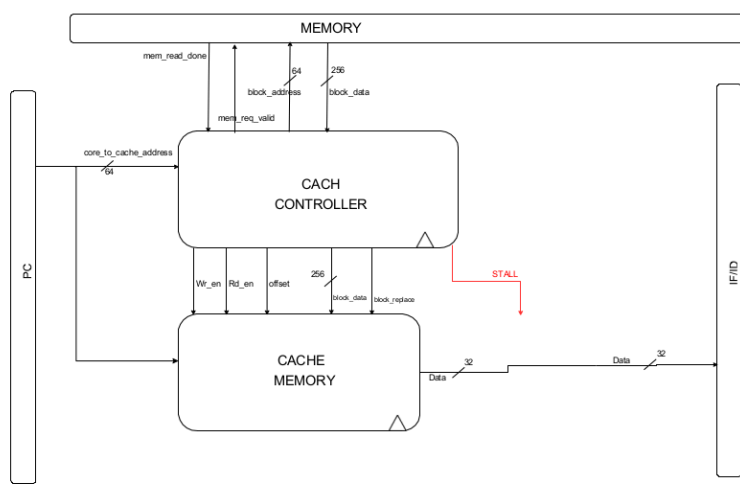 MEMORY
mem_read_done
64
256
block_address
block_data
mem_req_valid
core_to_cache_address
64
CACH
CONTROLLER
PC
IF/ID
STALL
256
Wr_en
Rd_en
offset
block_data
block_replace
CACHE
MEMORY
32
Data
32
Data